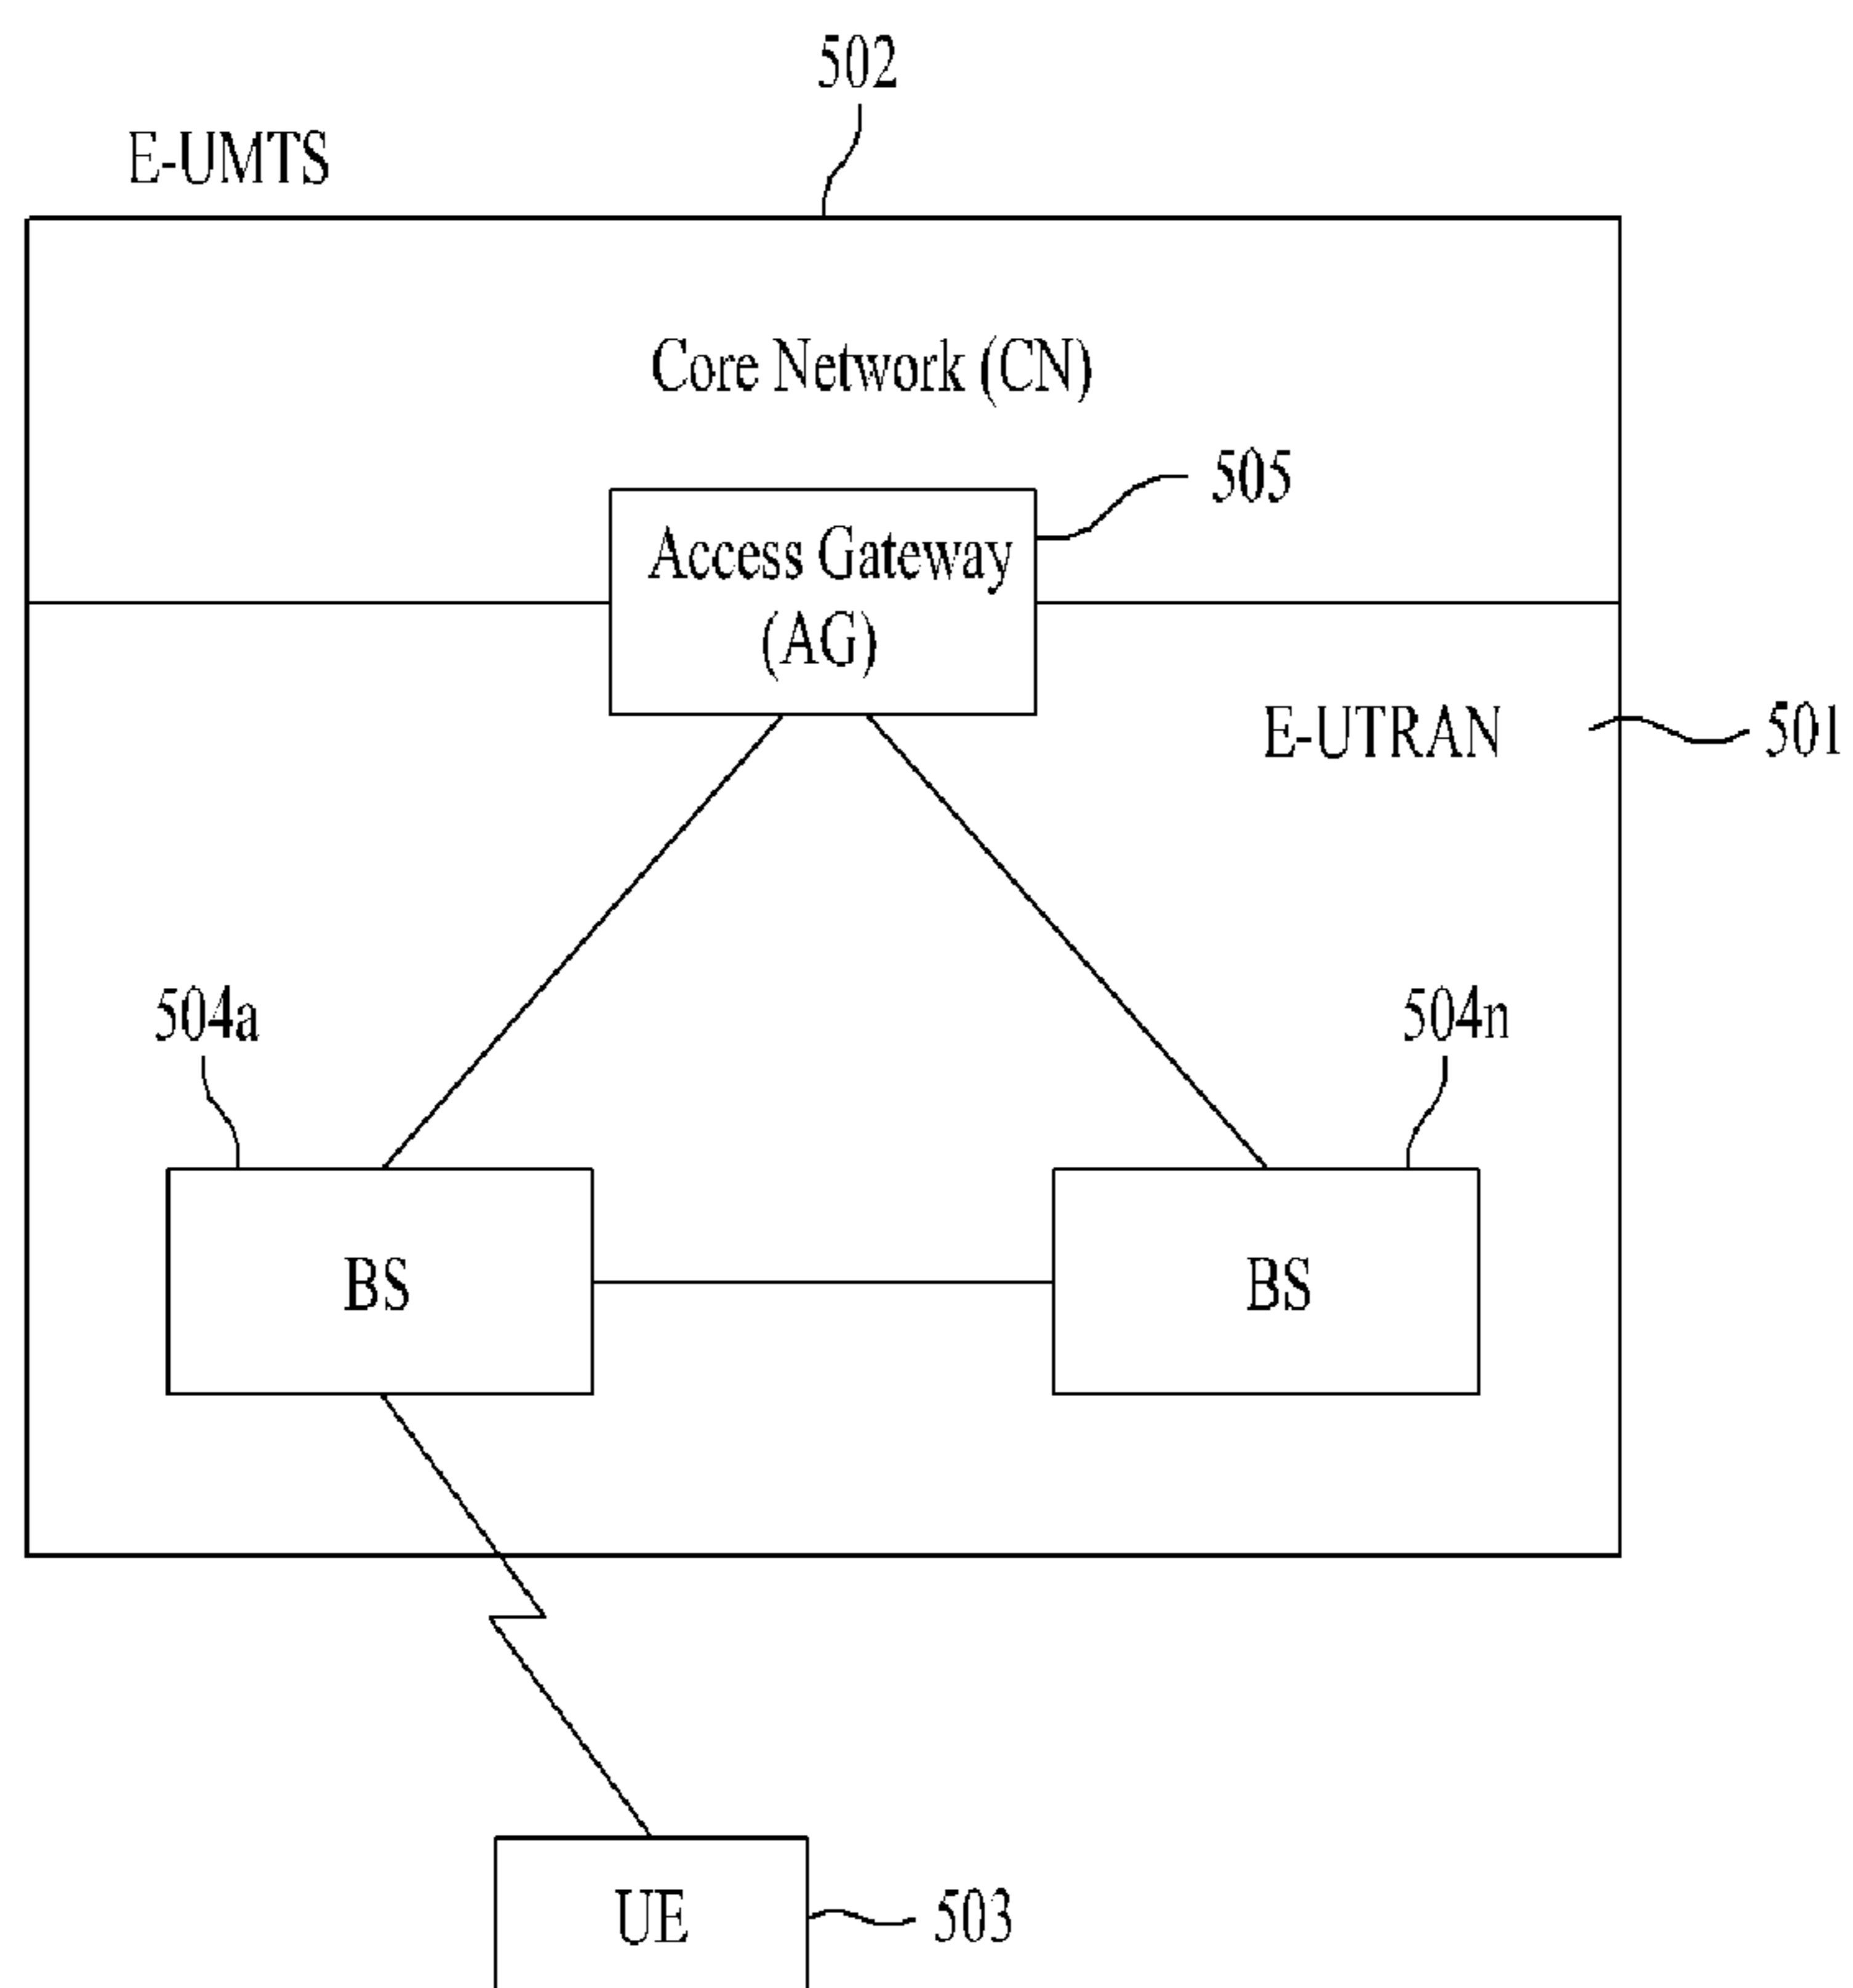 502
E-UMTS
Core Network (CN)
505
Access Gateway
(AG)
E-UTRAN
501
504a
504n
BS
BS
UE
503